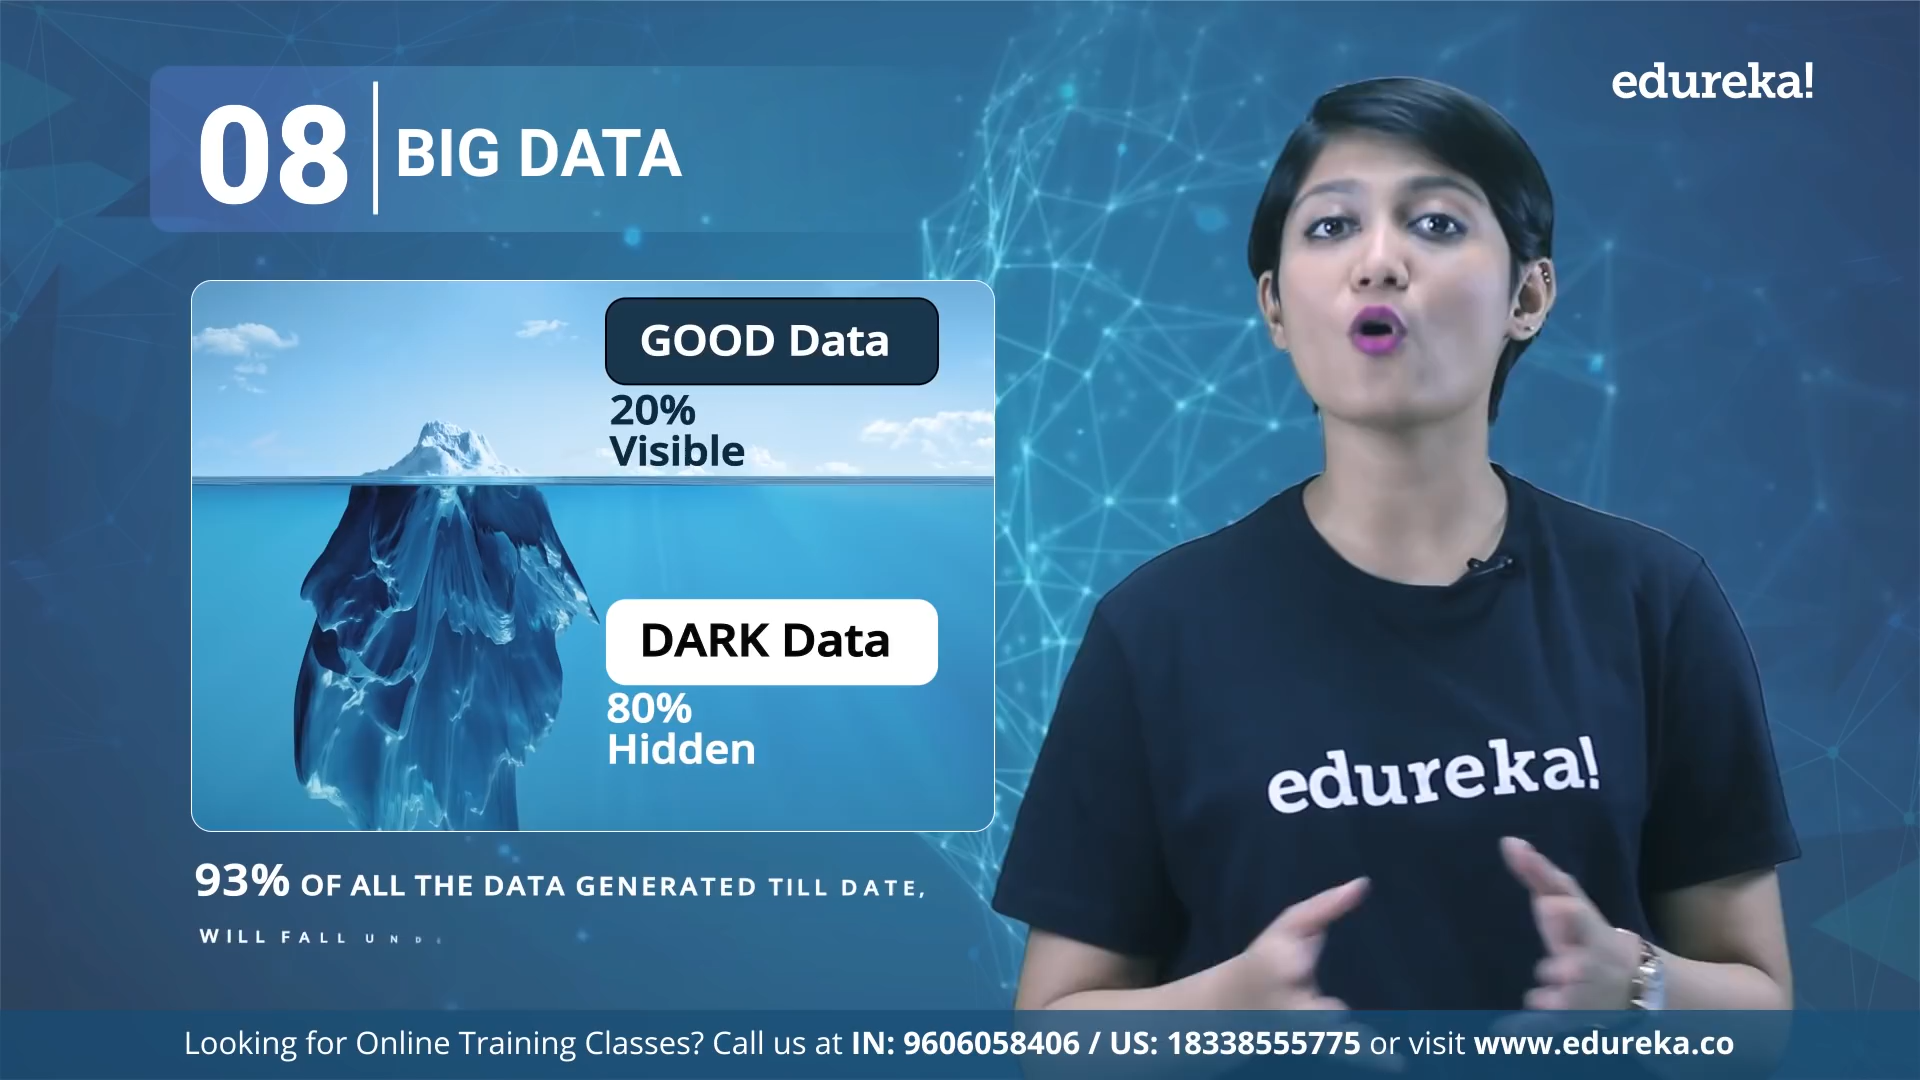 08
BIG DATA
edureka!
GOOD Data
20%
Visible
DARK Data
80%
Hidden
93% OF ALL THE DATA GENERATED TILL DATE,
WILL FALL
edureka!
Looking for Online Training Classes? Call us at IN: 9606058406 / US: 18338555775 or visit www.edureka.co